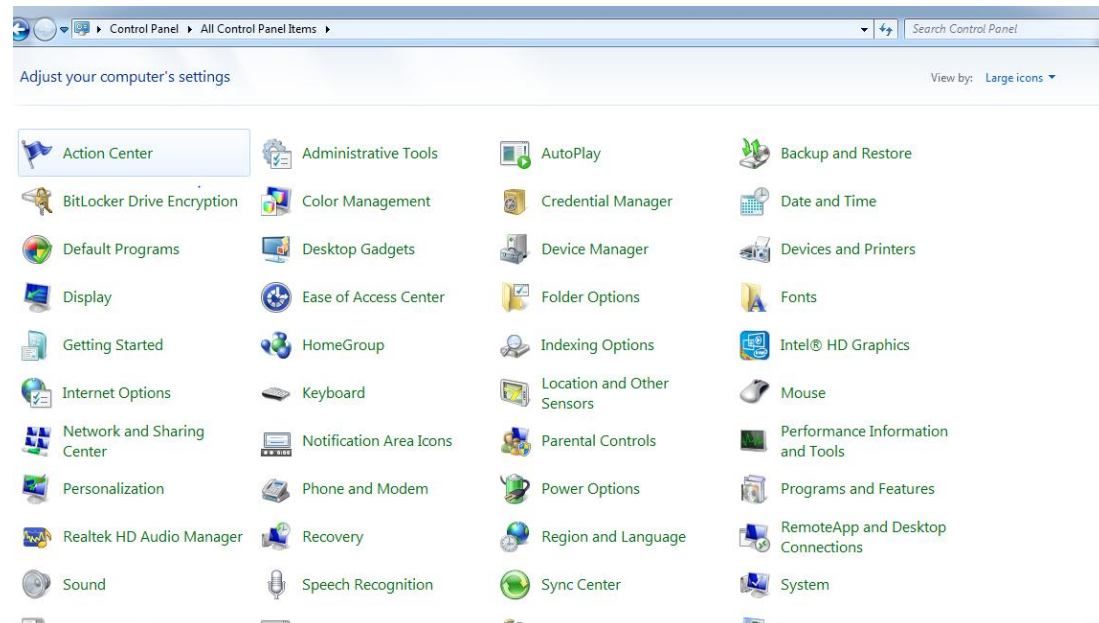 Control Panel All Control Panel Items Search Control Panel
Adjust your computer's settings View by: Large icons
Action Center Administrative Tools AutoPlay Backup and Restore
BitLocker Drive Encryption Color Management Credential Manager Date and Time
Default Programs Desktop Gadgets Device Manager Devices and Printers
Display Ease of Access Center Folder Options Fonts
Getting Started HomeGroup Indexing Options Intel® HD Graphics
Internet Options Keyboard Location and Other Sensors Mouse
Network and Sharing Center Notification Area Icons Parental Controls Performance Information and Tools
Personalization Phone and Modem Power Options Programs and Features
Realtek HD Audio Manager Recovery Region and Language RemoteApp and Desktop Connections
Sound Speech Recognition Sync Center System